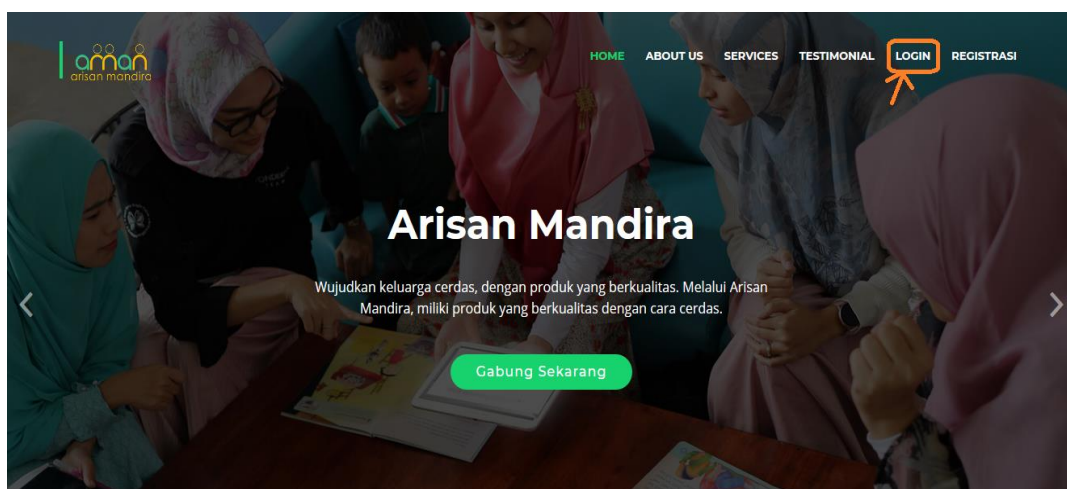 aman
arisan mandira
HOME ABOUT US SERVICES TESTIMONIAL LOGIN REGISTRASI
Arisan Mandira
Wujudkan keluarga cerdas, dengan produk yang berkualitas. Melalui Arisan
Mandira, miliki produk yang berkualitas dengan cara cerdas.
Gabung Sekarang